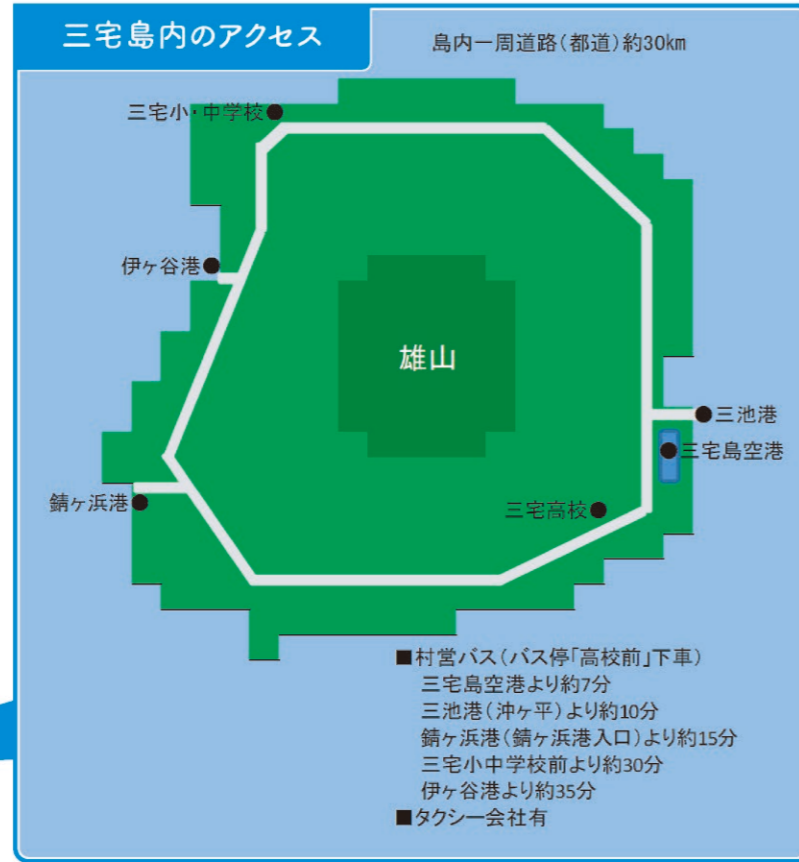 三宅島内のアクセス
島内一周道路(都道)約30km
三宅小・中学校
伊ヶ谷港
雄山
三池港
三宅島空港
錆ヶ浜港
三宅高校
■村営バス(バス停「高校前」下車)
三宅島空港より約7分
三池港(沖ヶ平)より約10分
錆ヶ浜港(錆ヶ浜港入口)より約15分
三宅小中学校前より約30分
伊ヶ谷港より約35分
■タクシー会社有